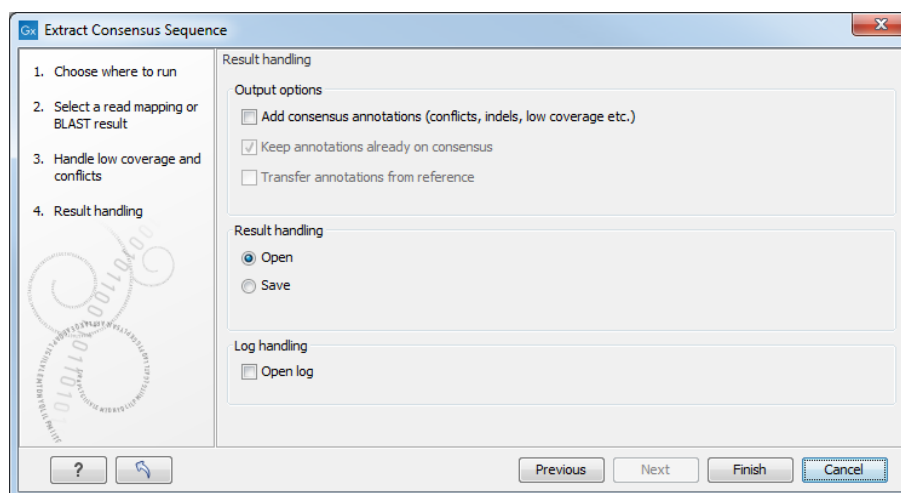 Gx Extract Consensus Sequence
1. Choose where to run
2. Select a read mapping or
BLAST result
3. Handle low coverage and
conflicts
4. Result handling
Result handling
Output options
Add consensus annotations (conflicts, indels, low coverage etc.)
Keep annotations already on consensus
Transfer annotations from reference
Result handling
Open
Save
Log handling
Open log
?
Previous
Next
Finish
Cancel